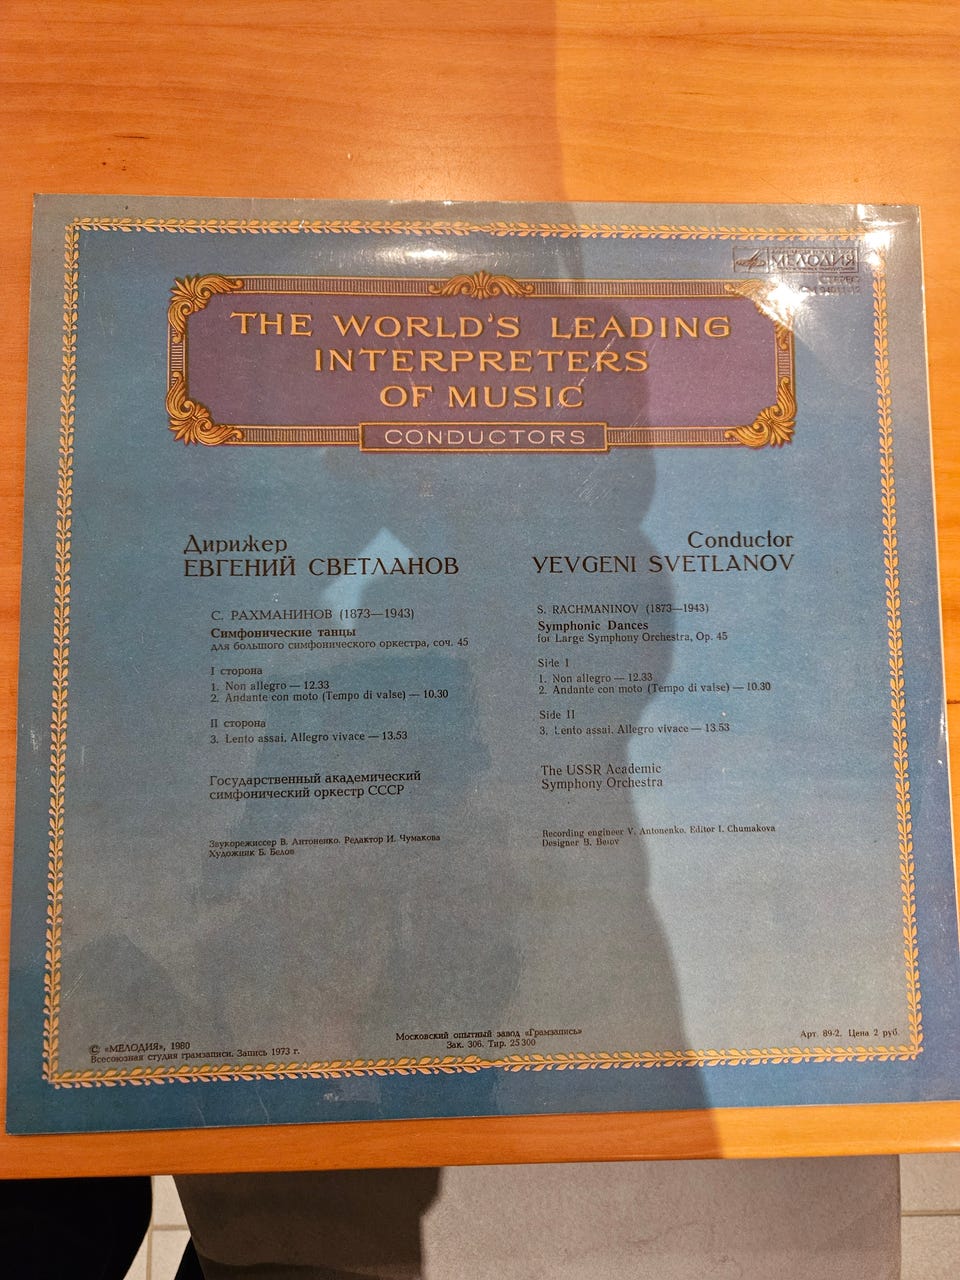 МЕЛОДИЯ
СТЕРЕО
THE WORLD'S LEADING
INTERPRETERS
OF MUSIC
CONDUCTORS
Дирижер
ЕВГЕНИЙ СВЕТЛАНОВ
С. РАХМАНИНОВ (1873—1943)
Симфонические танцы
для большого симфонического оркестра, соч. 45
I сторона
1. Non allegro — 12.33
2. Andante con moto (Tempo di valse) — 10.30
II сторона
3. Lento assai. Allegro vivace — 13.53
Государственный академический
симфонический оркестр СССР
Звукорежиссер В. Антоненко. Редактор И. Чумакова
Художник Б. Белов
Conductor
YEVGENI SVETLANOV
S. RACHMANINOV (1873—1943)
Symphonic Dances
for Large Symphony Orchestra, Op. 45
Side I
1. Non allegro — 12.33
2. Andante con moto (Tempo di valse) — 10.30
Side II
3. Lento assai. Allegro vivace — 13.53
The USSR Academic
Symphony Orchestra
Recording engineer V. Antonenko. Editor I. Chumakova
Designer B. Belov
© «МЕЛОДИЯ», 1980
Всесоюзная студия грамзаписи. Запись 1973 г.
Московский опытный завод «Грамзапись»
Зак. 306. Тир. 25300
Арт. 89-2. Цена 2 руб.